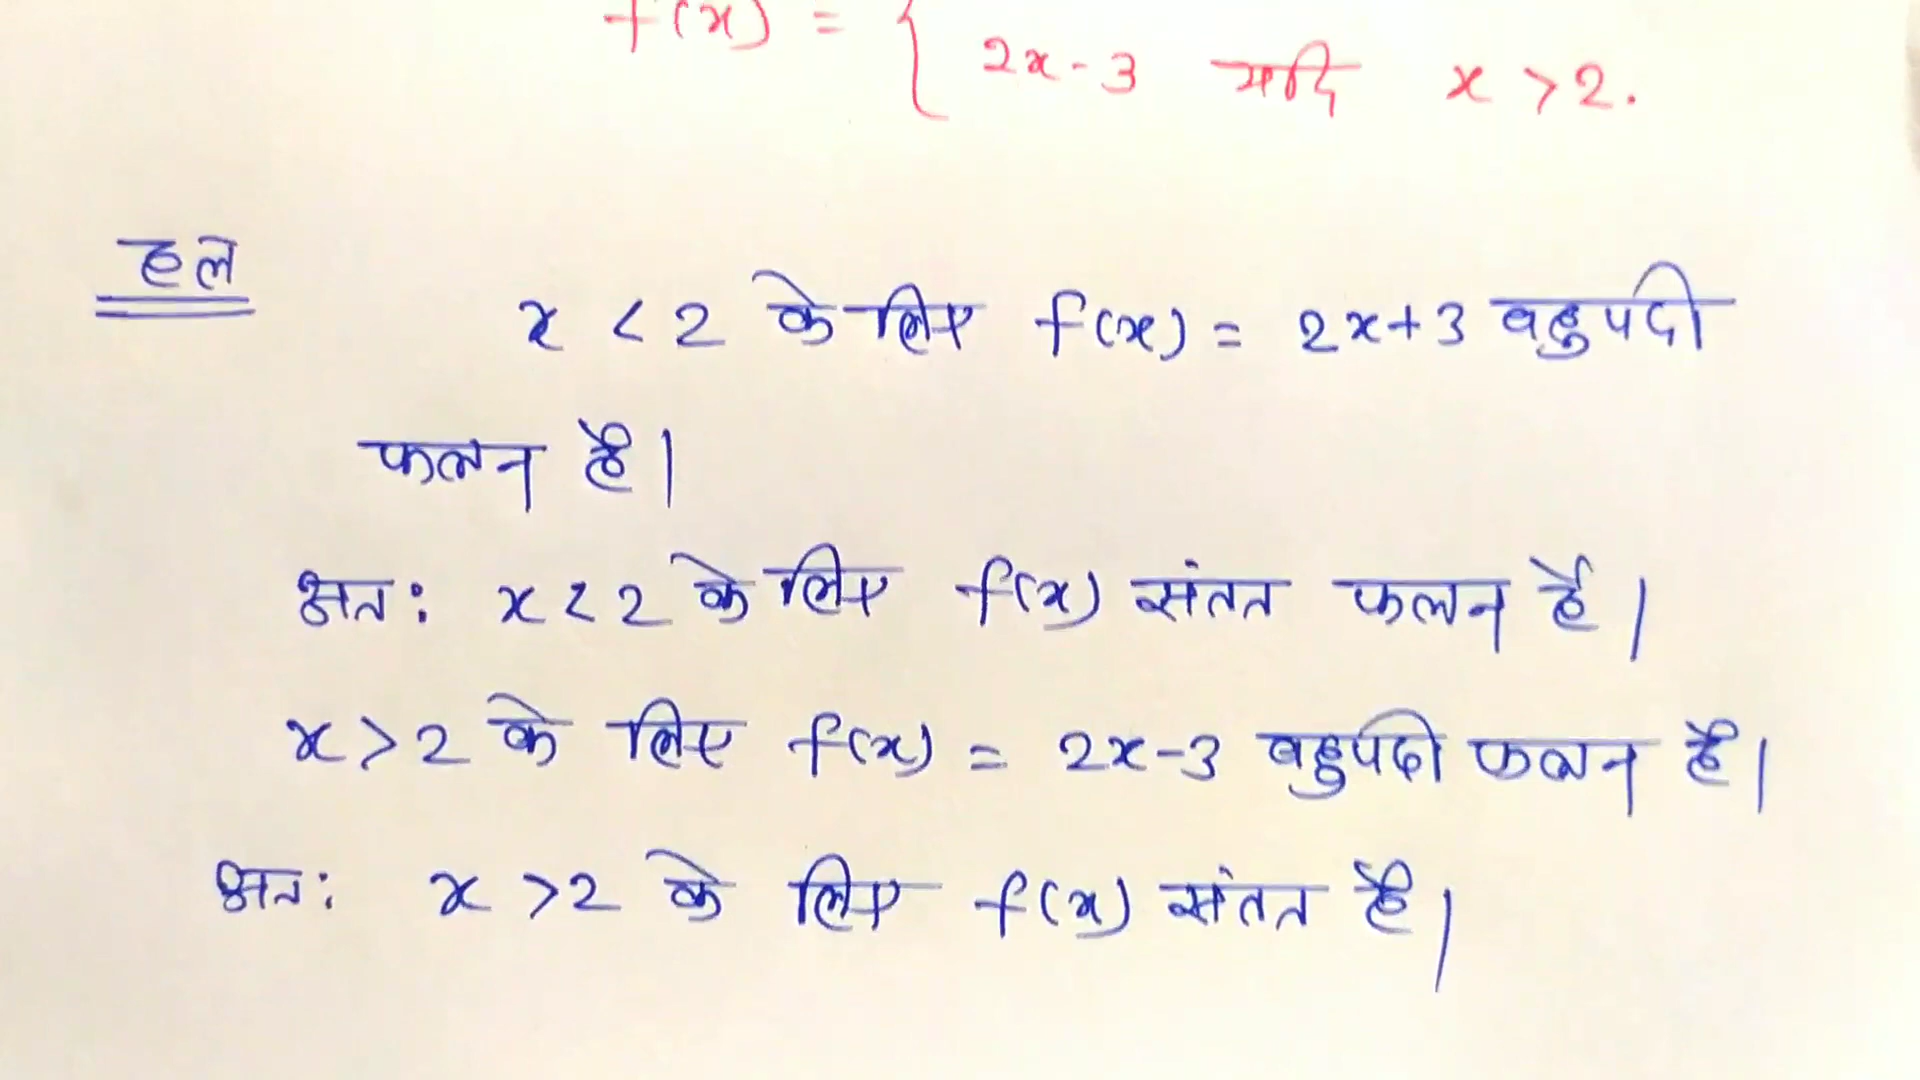 f(x) = {
2x-3 यदि x > 2.
हल
x < 2 के लिए f(x) = 2x+3 बहुपदी
फलन है।
अतः x < 2 के लिए f(x) संतत फलन है।
x > 2 के लिए f(x) = 2x-3 बहुपदी फलन है।
अतः x > 2 के लिए f(x) संतत है।